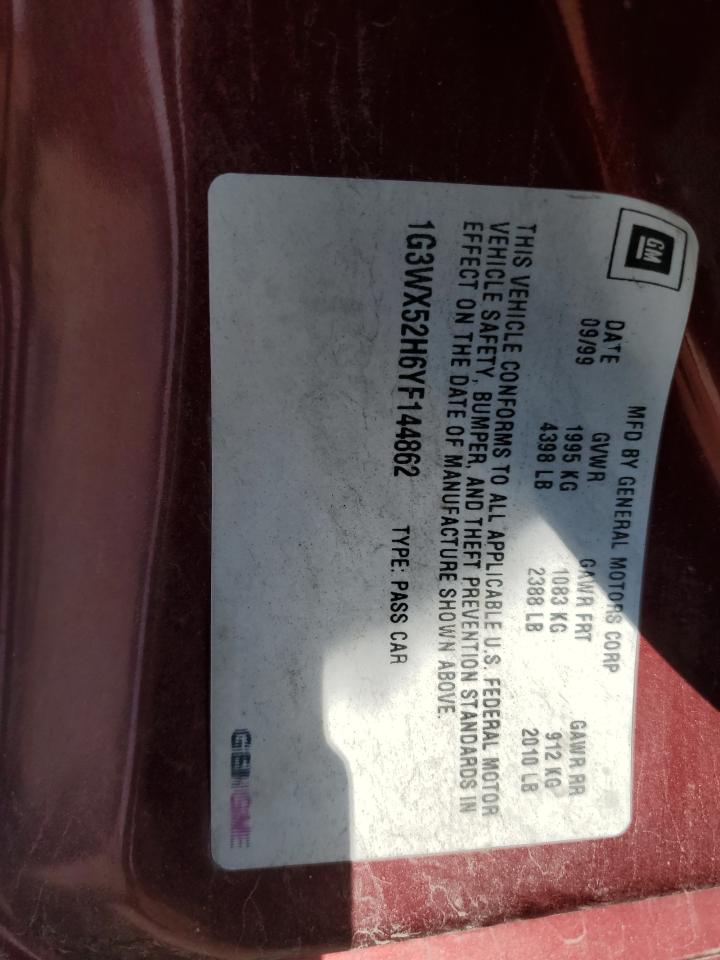 GM
MFD BY GENERAL MOTORS CORP
DATE GVWR GAWR FRT GAWR RR
09/99 1995 KG 1083 KG 912 KG
4398 LB 2388 LB 2010 LB
THIS VEHICLE CONFORMS TO ALL APPLICABLE U.S. FEDERAL MOTOR
VEHICLE SAFETY, BUMPER, AND THEFT PREVENTION STANDARDS IN
EFFECT ON THE DATE OF MANUFACTURE SHOWN ABOVE.
1G3WX52H6YF144862 TYPE: PASS CAR